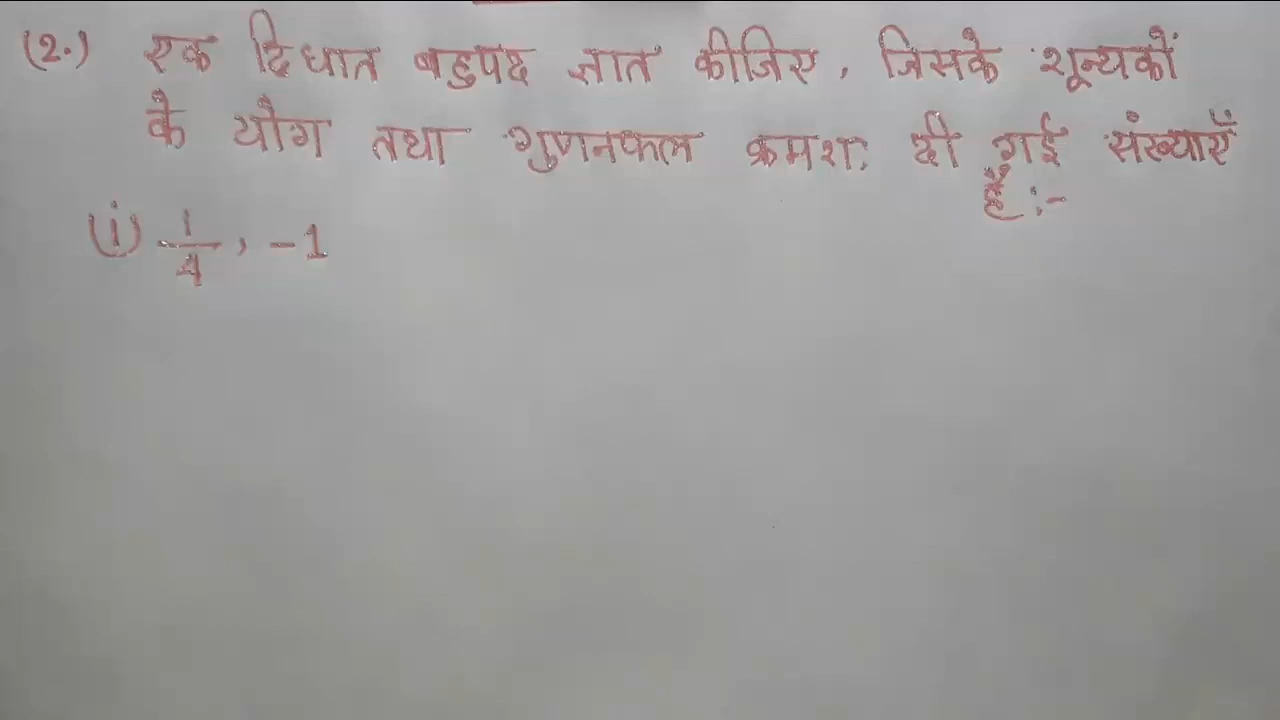 (2.) एक दिघात बहुपद ज्ञात कीजिए, जिसके शून्यकों
के योग तथा गुणनफल क्रमश: दी गई संख्याएँ
हैं :-
(i) 1/4, -1